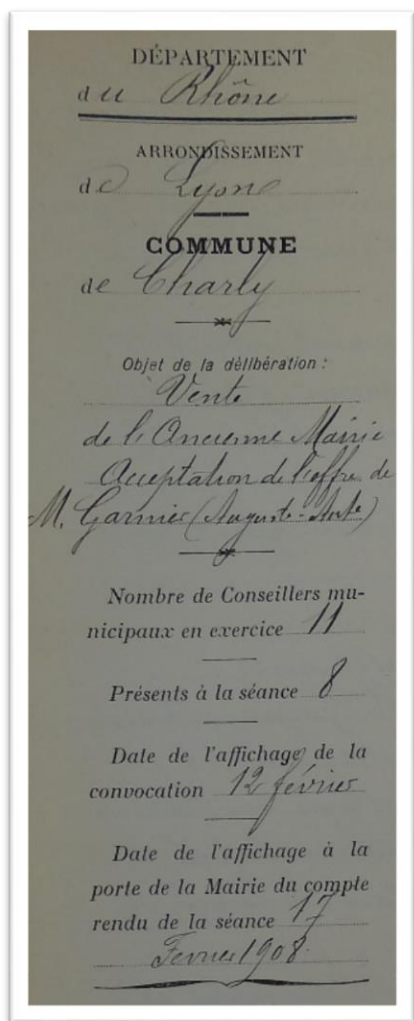 DÉPARTEMENT
du Rhône
ARRONDISSEMENT
de Lyon
COMMUNE
de Charly
Objet de la délibération :
Vente
de l'Ancienne Mairie
Acceptation de l'offre de
M. Garnier (Auguste-
Nombre de Conseillers mu-
nicipaux en exercice 11
Présents à la séance 8
Date de l'affichage de la
convocation 12 février
Date de l'affichage à la
porte de la Mairie du compte
rendu de la séance 17
Fevrier 1908.